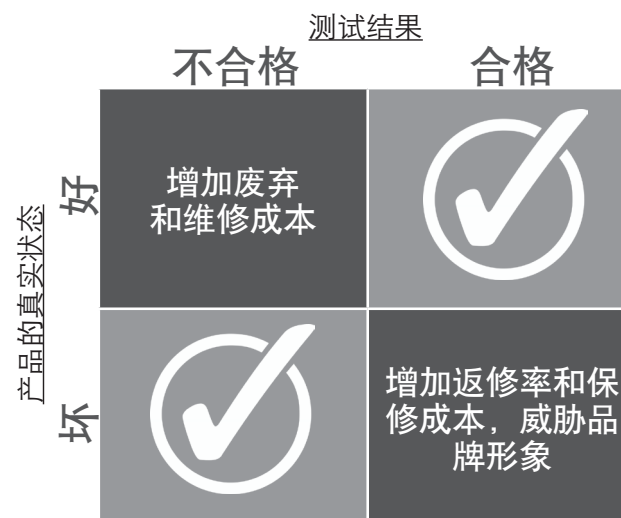 测试结果
不合格 合格
产品的真实状态
好
增加废弃
和维修成本
坏
增加返修率和保
修成本，威胁品
牌形象